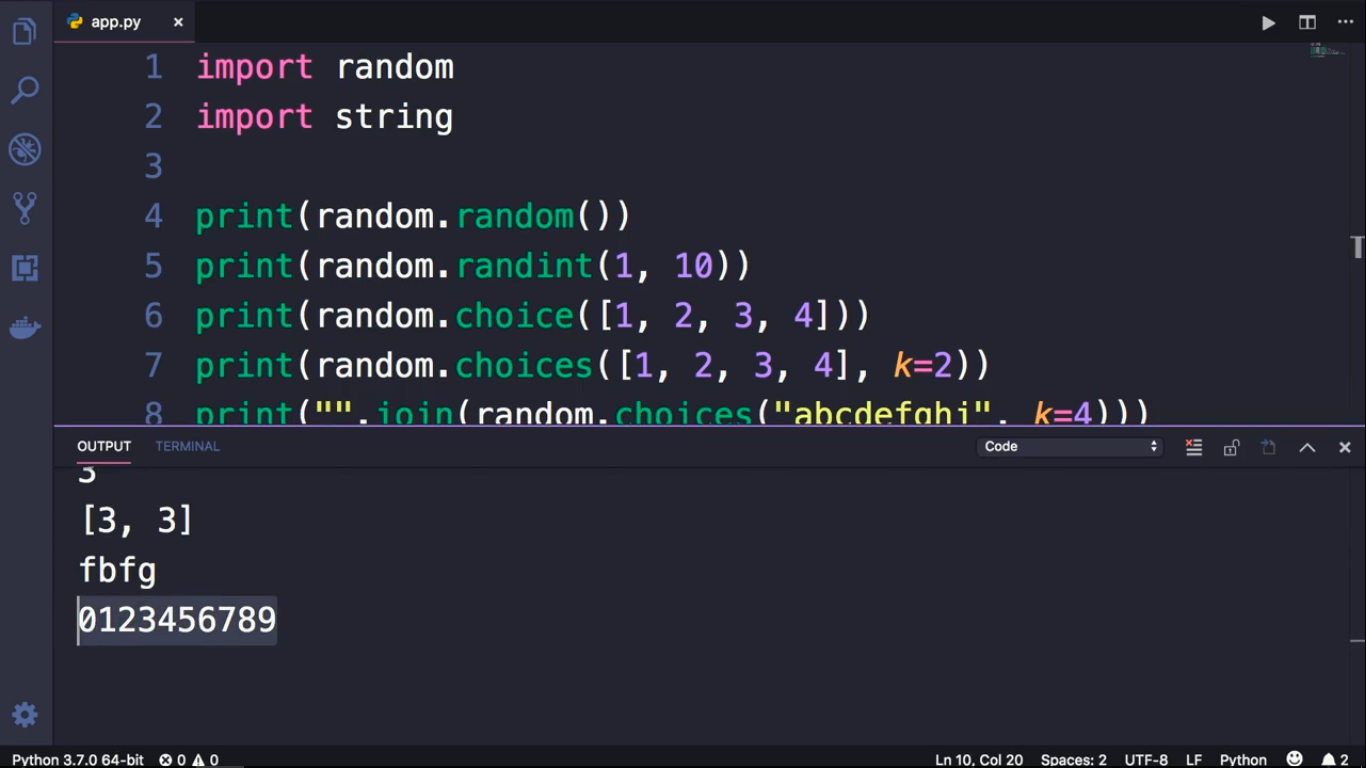 app.py
1 import random
2 import string
3
4 print(random.random())
5 print(random.randint(1, 10))
6 print(random.choice([1, 2, 3, 4]))
7 print(random.choices([1, 2, 3, 4], k=2))
8 print("".join(random.choices("abcdefghi", k=4)))
OUTPUT TERMINAL Code
3
[3, 3]
fbfg
0123456789
Python 3.7.0 64-bit 0 0 Ln 10, Col 20 Spaces: 2 UTF-8 LF Python 2